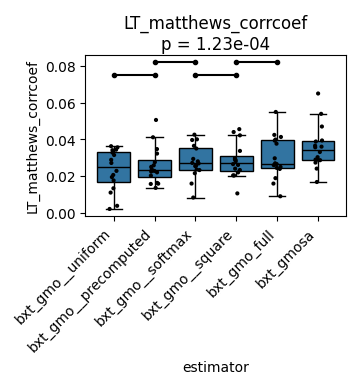 LT_matthews_corrcoef
p = 1.23e-04
LT_matthews_corrcoef
0.08
0.06
0.04
0.02
0.00
bxt_gmo__uniform
bxt_gmo__precomputed
bxt_gmo__softmax
bxt_gmo__square
bxt_gmo_full
bxt_gmosa
estimator